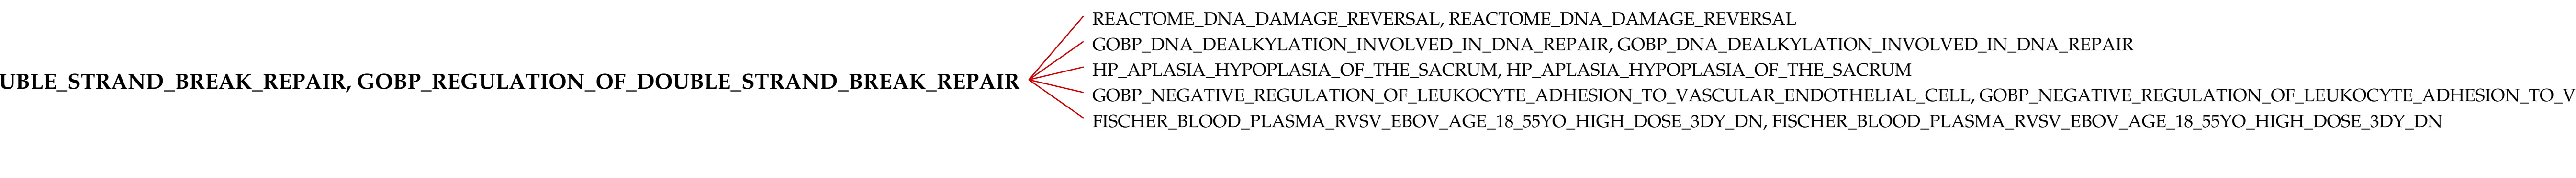 UBLE_STRAND_BREAK_REPAIR, GOBP_REGULATION_OF_DOUBLE_STRAND_BREAK_REPAIR
REACTOME_DNA_DAMAGE_REVERSAL, REACTOME_DNA_DAMAGE_REVERSAL
GOBP_DNA_DEALKYLATION_INVOLVED_IN_DNA_REPAIR, GOBP_DNA_DEALKYLATION_INVOLVED_IN_DNA_REPAIR
HP_APLASIA_HYPOPLASIA_OF_THE_SACRUM, HP_APLASIA_HYPOPLASIA_OF_THE_SACRUM
GOBP_NEGATIVE_REGULATION_OF_LEUKOCYTE_ADHESION_TO_VASCULAR_ENDOTHELIAL_CELL, GOBP_NEGATIVE_REGULATION_OF_LEUKOCYTE_ADHESION_TO_V
FISCHER_BLOOD_PLASMA_RVSV_EBOV_AGE_18_55YO_HIGH_DOSE_3DY_DN, FISCHER_BLOOD_PLASMA_RVSV_EBOV_AGE_18_55YO_HIGH_DOSE_3DY_DN